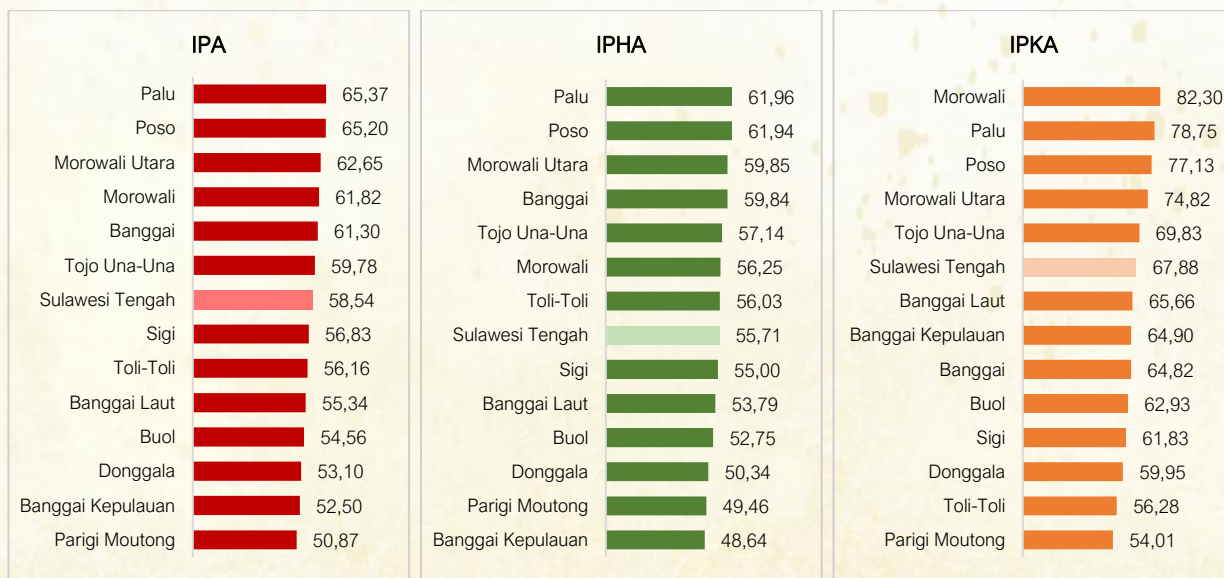 IPA
Palu 65,37
Poso 65,20
Morowali Utara 62,65
Morowali 61,82
Banggai 61,30
Tojo Una-Una 59,78
Sulawesi Tengah 58,54
Sigi 56,83
Toli-Toli 56,16
Banggai Laut 55,34
Buol 54,56
Donggala 53,10
Banggai Kepulauan 52,50
Parigi Moutong 50,87
IPHA
Palu 61,96
Poso 61,94
Morowali Utara 59,85
Banggai 59,84
Tojo Una-Una 57,14
Morowali 56,25
Toli-Toli 56,03
Sulawesi Tengah 55,71
Sigi 55,00
Banggai Laut 53,79
Buol 52,75
Donggala 50,34
Parigi Moutong 49,46
Banggai Kepulauan 48,64
IPKA
Morowali 82,30
Palu 78,75
Poso 77,13
Morowali Utara 74,82
Tojo Una-Una 69,83
Sulawesi Tengah 67,88
Banggai Laut 65,66
Banggai Kepulauan 64,90
Banggai 64,82
Buol 62,93
Sigi 61,83
Donggala 59,95
Toli-Toli 56,28
Parigi Moutong 54,01